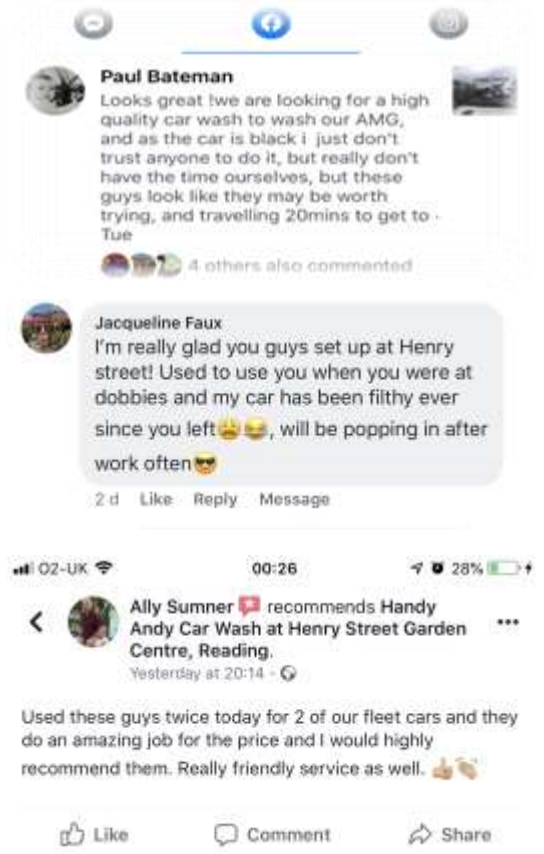 Paul Bateman
Looks great !we are looking for a high
quality car wash to wash our AMG,
and as the car is black i just don't
trust anyone to do it, but really don't
have the time ourselves, but these
guys look like they may be worth
trying, and travelling 20mins to get to ·
Tue
4 others also commented
Jacqueline Faux
I'm really glad you guys set up at Henry
street! Used to use you when you were at
dobbies and my car has been filthy ever
since you left😩😂, will be popping in after
work often😎
2 d Like Reply Message
O2-UK 00:26 28%
Ally Sumner recommends Handy
Andy Car Wash at Henry Street Garden
Centre, Reading.
Yesterday at 20:14 ·
Used these guys twice today for 2 of our fleet cars and they
do an amazing job for the price and I would highly
recommend them. Really friendly service as well. 👍🏼👏🏼
Like Comment Share